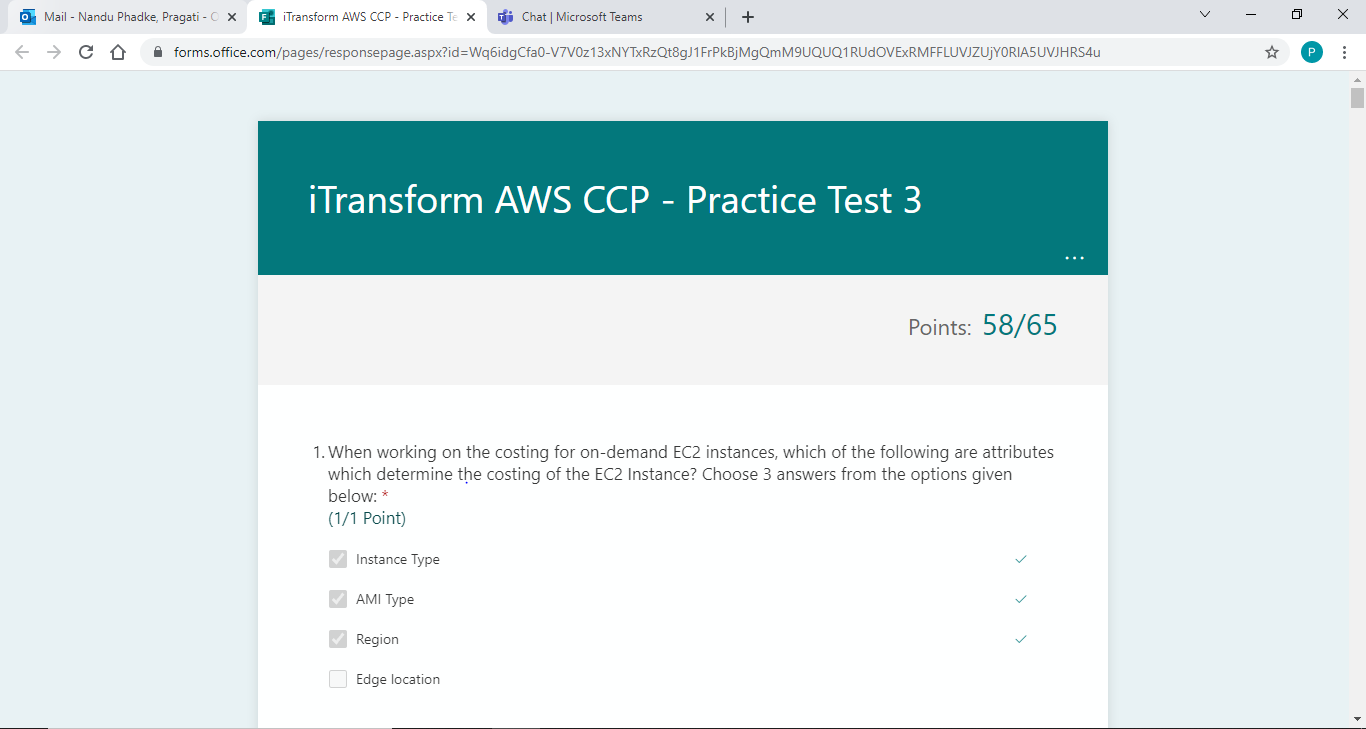 Mail - Nandu Phadke, Pragati - O
iTransform AWS CCP - Practice Te
Chat | Microsoft Teams
forms.office.com/pages/responsepage.aspx?id=Wq6idgCfa0-V7V0z13xNYTxRzQt8gJ1FrPkBjMgQmM9UQUQ1RUdOVExRMFFLUVJZUjY0RIA5UVJHRS4u
P
iTransform AWS CCP - Practice Test 3
...
Points: 58/65
1. When working on the costing for on-demand EC2 instances, which of the following are attributes
which determine the costing of the EC2 Instance? Choose 3 answers from the options given
below: *
(1/1 Point)
Instance Type
AMI Type
Region
Edge location